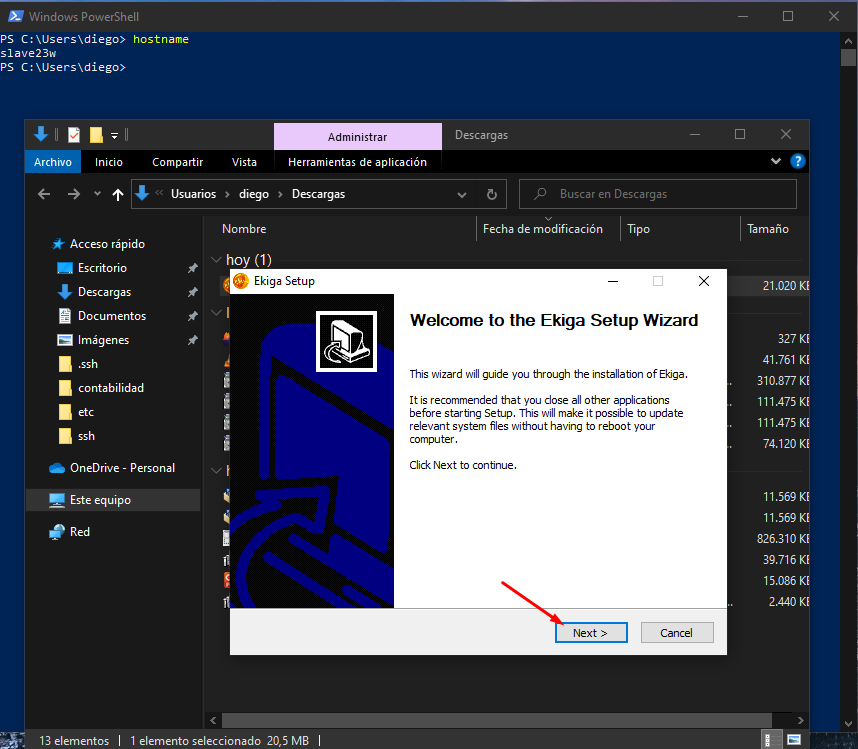 Windows PowerShell
PS C:\Users\diego> hostname
slave23w
PS C:\Users\diego>
Administrar
Descargas
Archivo
Inicio
Compartir
Vista
Herramientas de aplicación
Usuarios
diego
Descargas
Buscar en Descargas
Nombre
Fecha de modificación
Tipo
Tamaño
Acceso rápido
Escritorio
Descargas
Documentos
Imágenes
.ssh
contabilidad
etc
ssh
OneDrive - Personal
Este equipo
Red
hoy (1)
21.020 KB
327 KB
41.761 KB
310.877 KB
111.475 KB
111.475 KB
74.120 KB
11.569 KB
11.569 KB
826.310 KB
39.716 KB
15.086 KB
2.440 KB
Ekiga Setup
Welcome to the Ekiga Setup Wizard
This wizard will guide you through the installation of Ekiga.
It is recommended that you close all other applications
before starting Setup. This will make it possible to update
relevant system files without having to reboot your
computer.
Click Next to continue.
Next >
Cancel
13 elementos
1 elemento seleccionado 20,5 MB